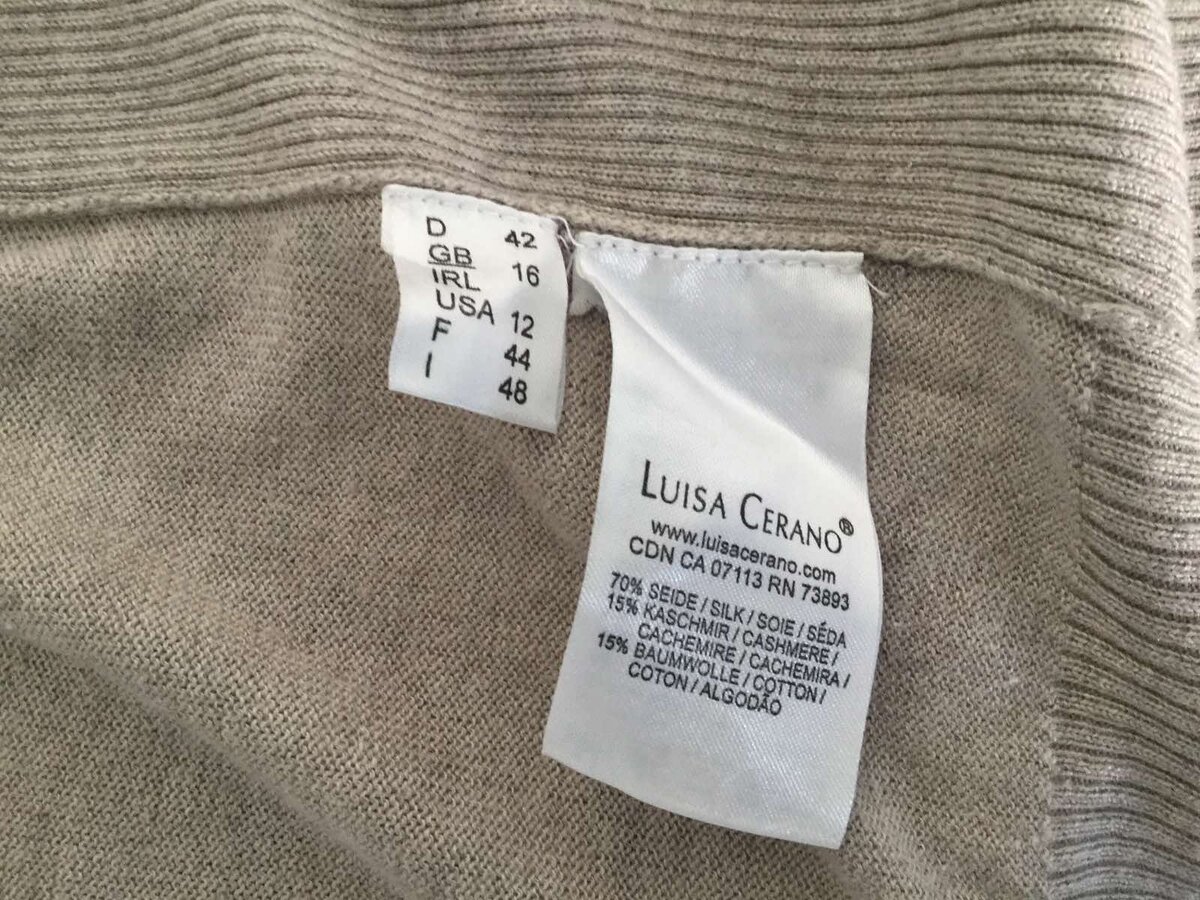 D 42
GB 16
IRL
USA 12
F 44
I 48
LUISA CERANO®
www.luisacerano.com
CDN CA 07113 RN 73893
70% SEIDE / SILK / SOIE / SÉDA
15% KASCHMIR / CASHMERE /
CACHEMIRE / CACHEMIRA /
15% BAUMWOLLE / COTTON /
COTON / ALGODÃO